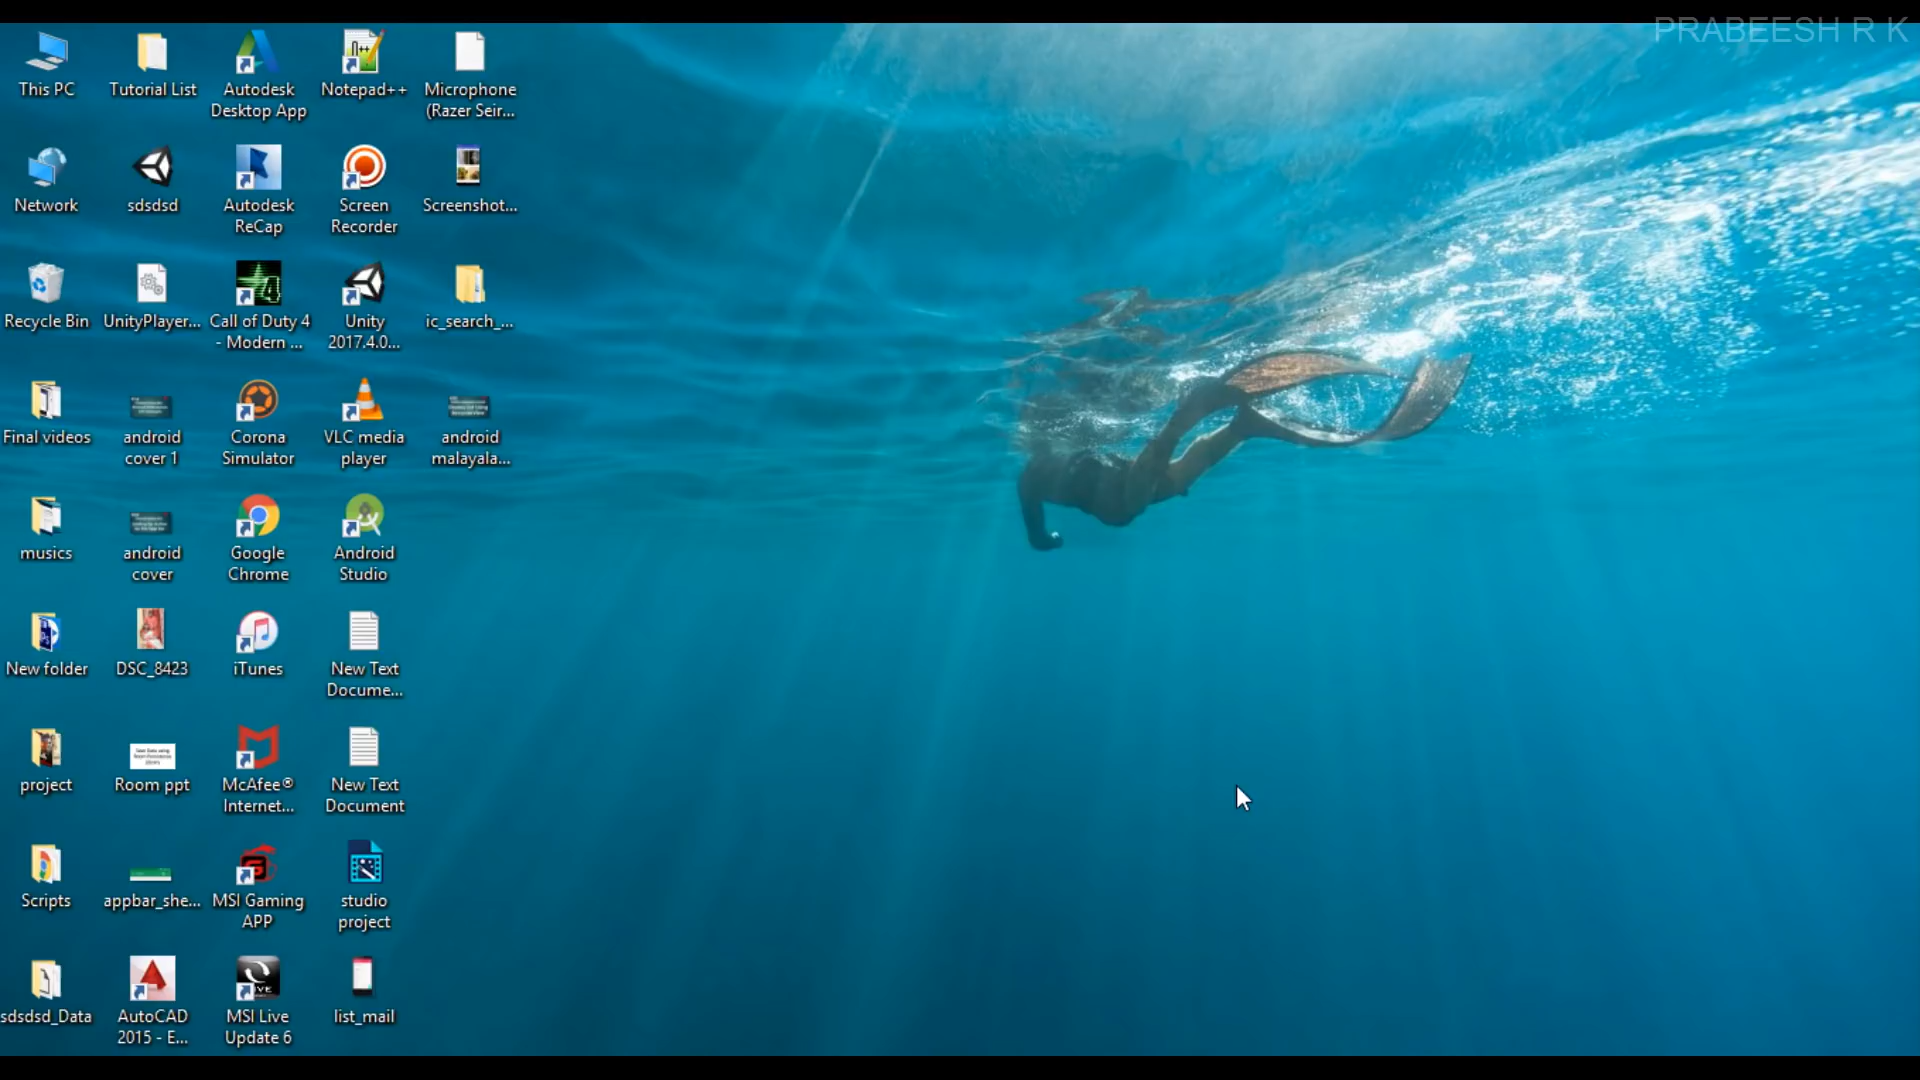 PRABEESH R K
This PC
Tutorial List
Autodesk
Desktop App
Notepad++
Microphone
(Razer Seir...
Network
sdsdsd
Autodesk
ReCap
Screen
Recorder
Screenshot...
Recycle Bin
UnityPlayer...
Call of Duty 4
- Modern ...
Unity
2017.4.0...
ic_search_...
Final videos
android
cover 1
Corona
Simulator
VLC media
player
android
malayala...
musics
android
cover
Google
Chrome
Android
Studio
New folder
DSC_8423
iTunes
New Text
Docume...
project
Room ppt
McAfee®
Internet...
New Text
Document
Scripts
appbar_she...
MSI Gaming
APP
studio
project
sdsdsd_Data
AutoCAD
2015 - E...
MSI Live
Update 6
list_mail